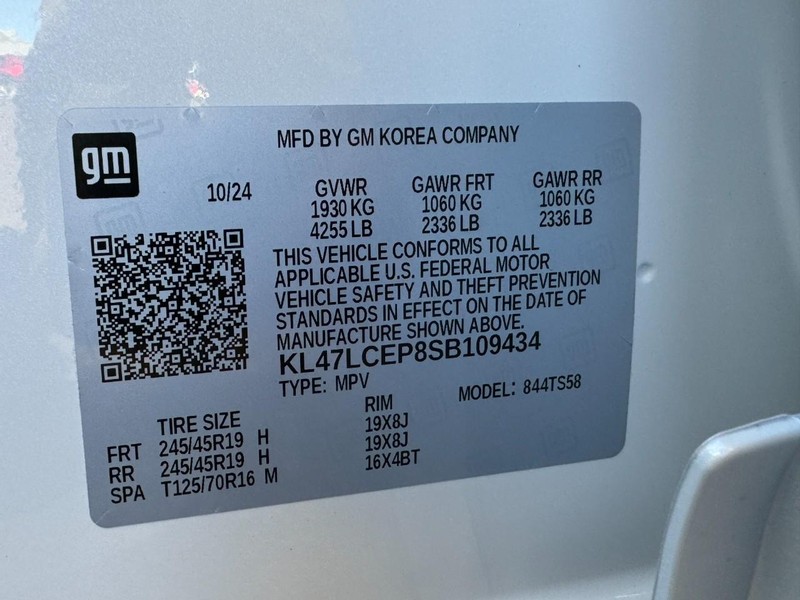 gm
MFD BY GM KOREA COMPANY
10/24 GVWR GAWR FRT GAWR RR
1930 KG 1060 KG 1060 KG
4255 LB 2336 LB 2336 LB
THIS VEHICLE CONFORMS TO ALL
APPLICABLE U.S. FEDERAL MOTOR
VEHICLE SAFETY AND THEFT PREVENTION
STANDARDS IN EFFECT ON THE DATE OF
MANUFACTURE SHOWN ABOVE.
KL47LCEP8SB109434
TYPE: MPV MODEL: 844TS58
TIRE SIZE RIM
FRT 245/45R19 H 19X8J
RR 245/45R19 H 19X8J
SPA T125/70R16 M 16X4BT